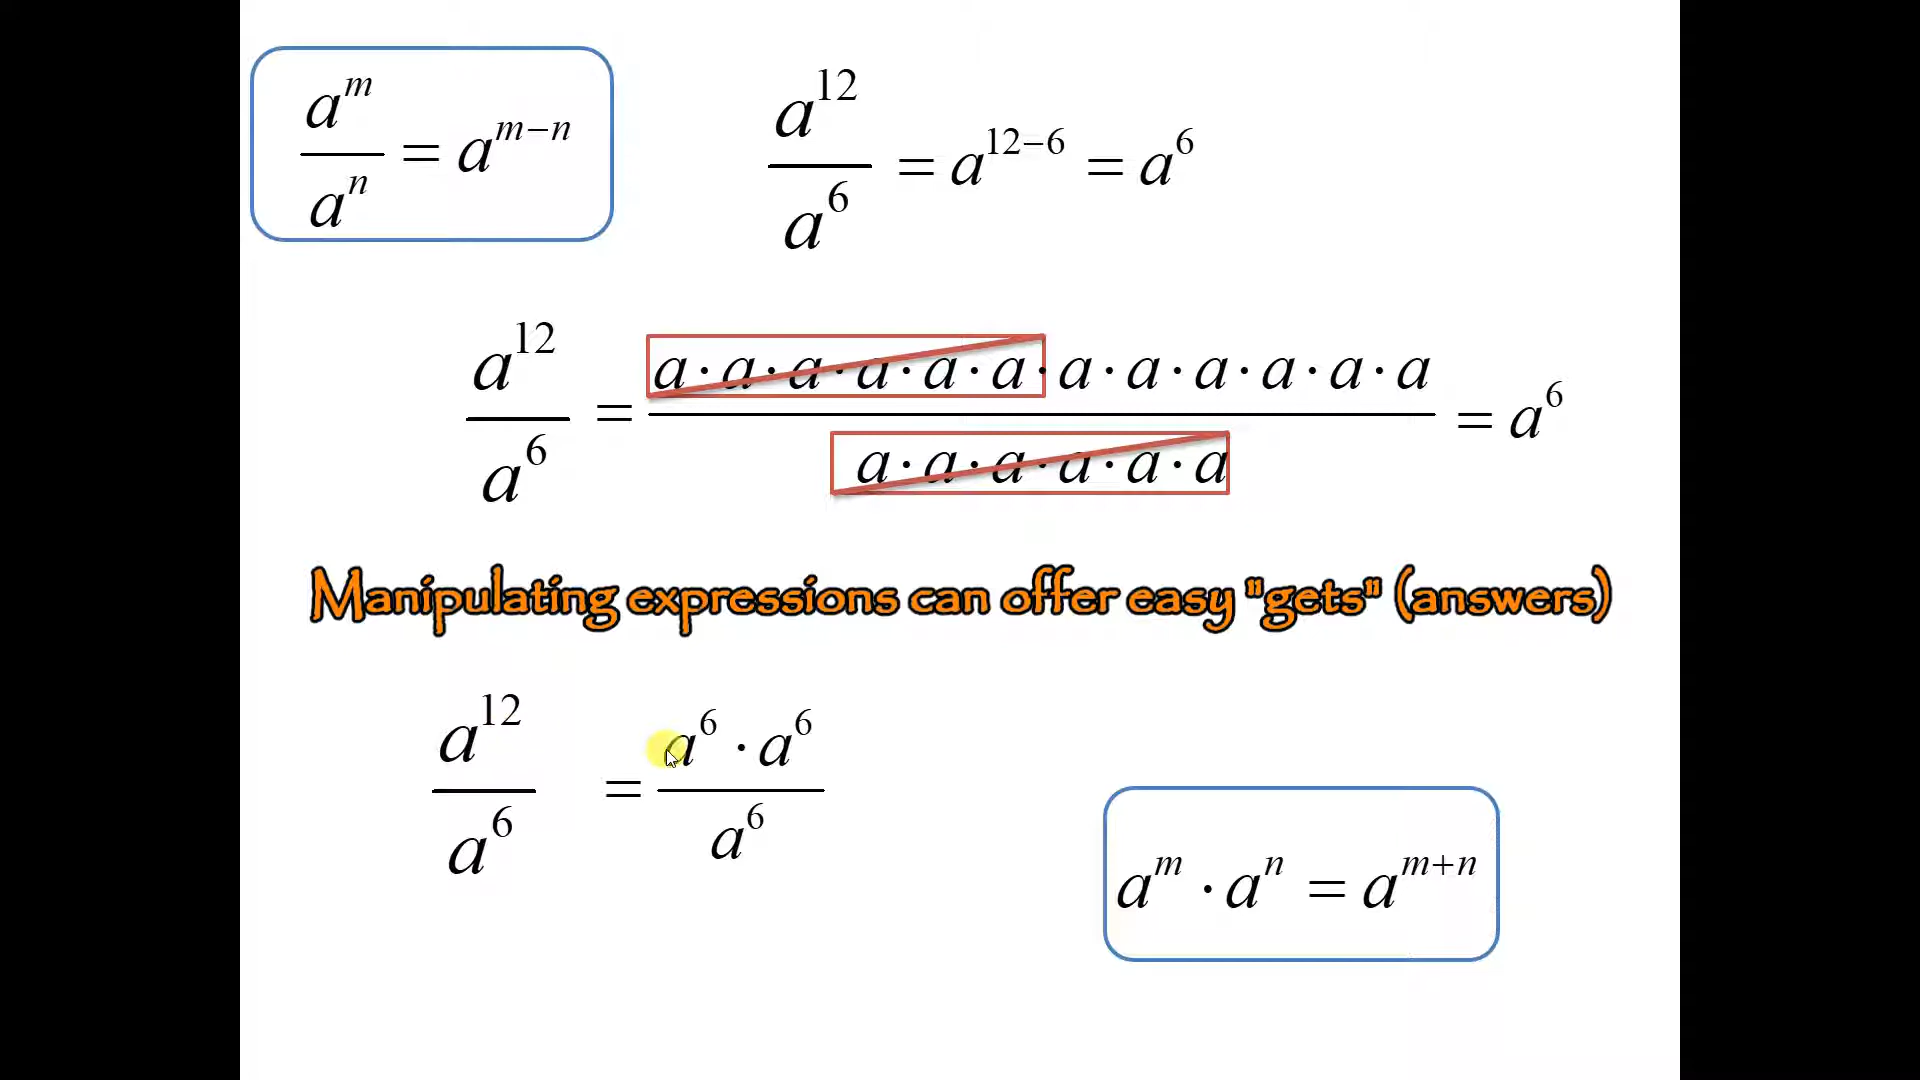 a^m / a^n = a^{m-n}
a^{12} / a^6 = a^{12-6} = a^6
a^{12} / a^6 = a·a·a·a·a·a·a·a·a·a·a·a / a·a·a·a·a·a = a^6
Manipulating expressions can offer easy "gets" (answers)
a^{12} / a^6 = a^6 · a^6 / a^6
a^m · a^n = a^{m+n}